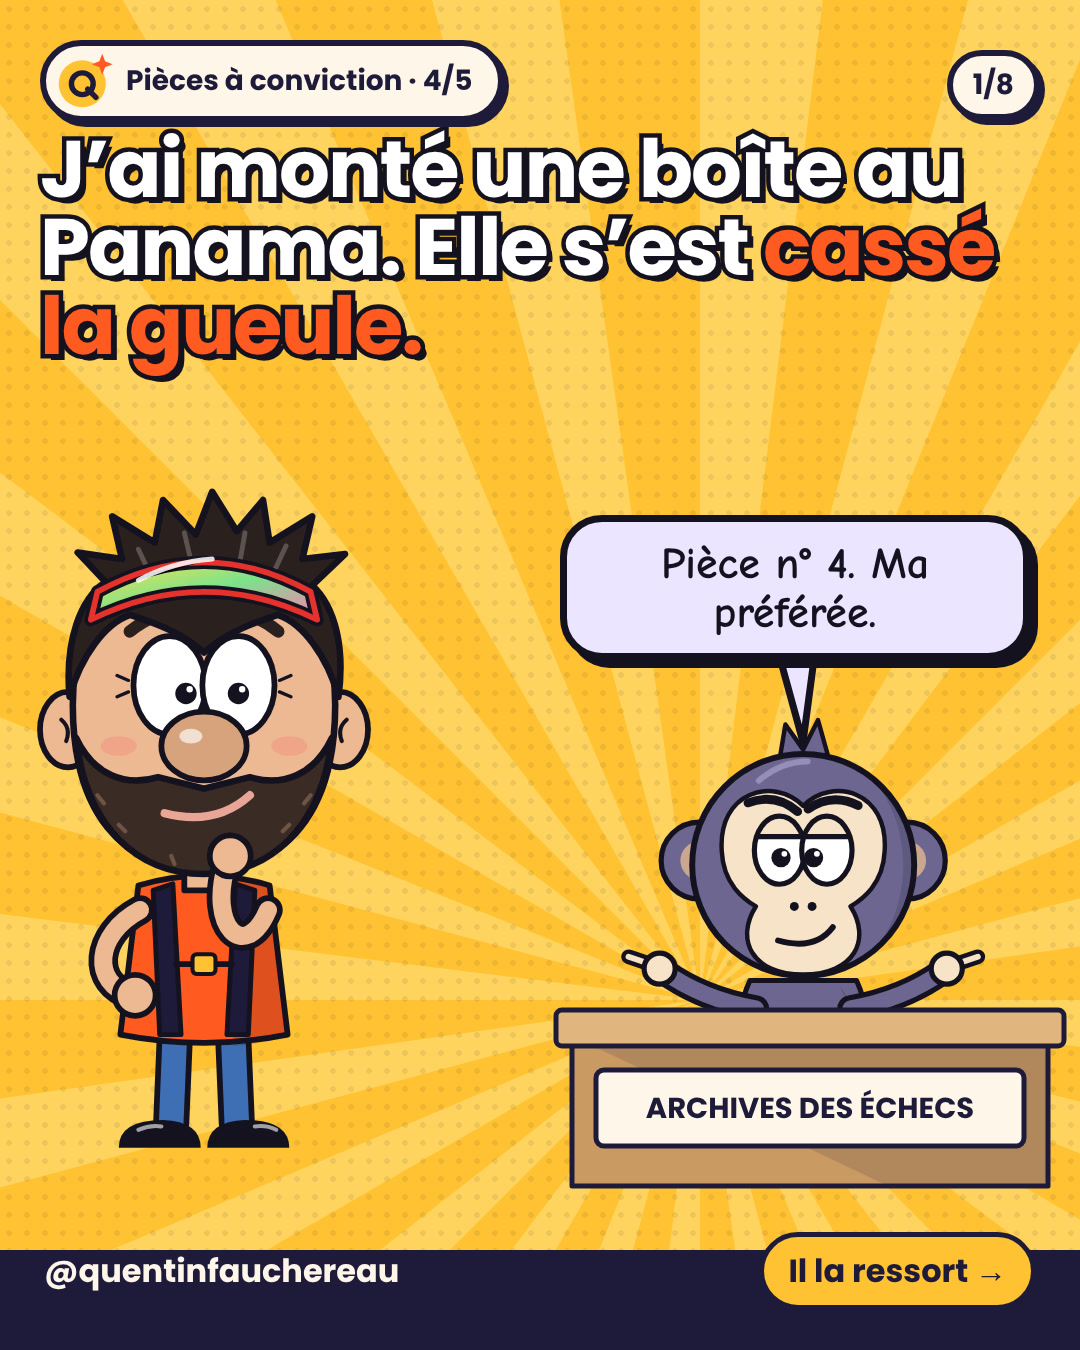 Q Pièces à conviction · 4/5
1/8
J’ai monté une boîte au
Panama. Elle s’est cassé
la gueule.
Pièce n° 4. Ma
préférée.
ARCHIVES DES ÉCHECS
@quentinfauchereau
Il la ressort →